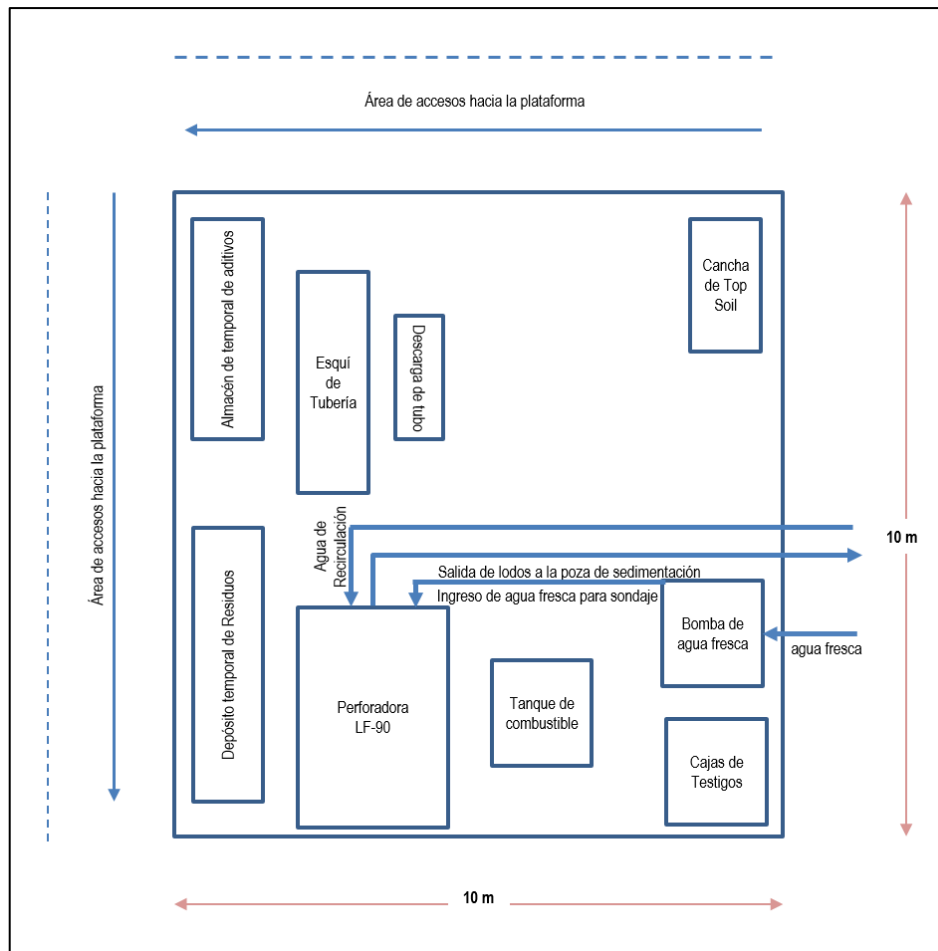 Área de accesos hacia la plataforma
Área de accesos hacia la plataforma
Almacén de temporal de aditivos
Esquí
de
Tubería
Descarga de tubo
Cancha
de Top
Soil
10 m
Agua de
Recirculación
Salida de lodos a la poza de sedimentación
Ingreso de agua fresca para sondaje
Bomba de
agua fresca
agua fresca
Depósito temporal de Residuos
Perforadora
LF-90
Tanque de
combustible
Cajas de
Testigos
10 m